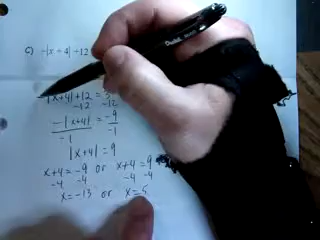 c) -|x+4|+12
-|x+4|+12 = 3
-12 -12
-|x+4| = -9
-1 -1
|x+4| = 9
x+4 = -9 or x+4 = 9
-4 -4 -4 -4
x = -13 or x = 5